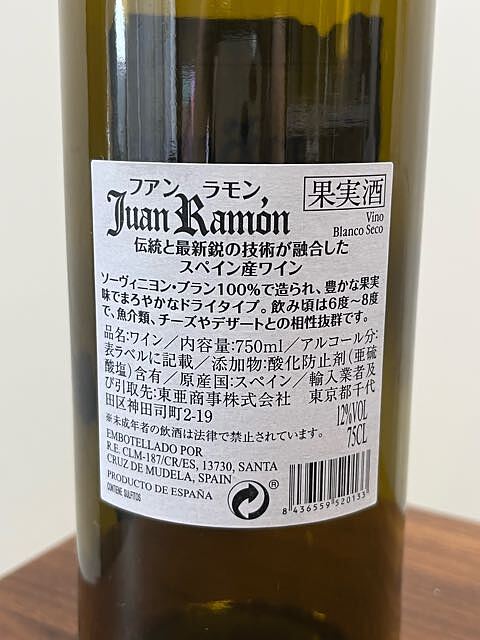 フアン ラモン
Juan Ramón
果実酒
Vino
Blanco Seco
伝統と最新鋭の技術が融合した
スペイン産ワイン
ソーヴィニヨン・ブラン100%で造られ、豊かな果実
味でまろやかなドライタイプ。飲み頃は6度~8度
で、魚介類、チーズやデザートとの相性抜群です。
品名:ワイン/内容量:750ml/アルコール分:
表ラベルに記載/添加物:酸化防止剤(亜硫
酸塩)含有/原産国:スペイン/輸入業者及
び引取先:東亜商事株式会社 東京都千代
田区神田司町2-19
※未成年者の飲酒は法律で禁止されています。
12%VOL
75CL
EMBOTELLADO POR
R.E. CLM-187/CR/ES, 13730, SANTA
CRUZ DE MUDELA, SPAIN
PRODUCTO DE ESPAÑA
CONTIENE SULFITOS
®
8 436559 520133